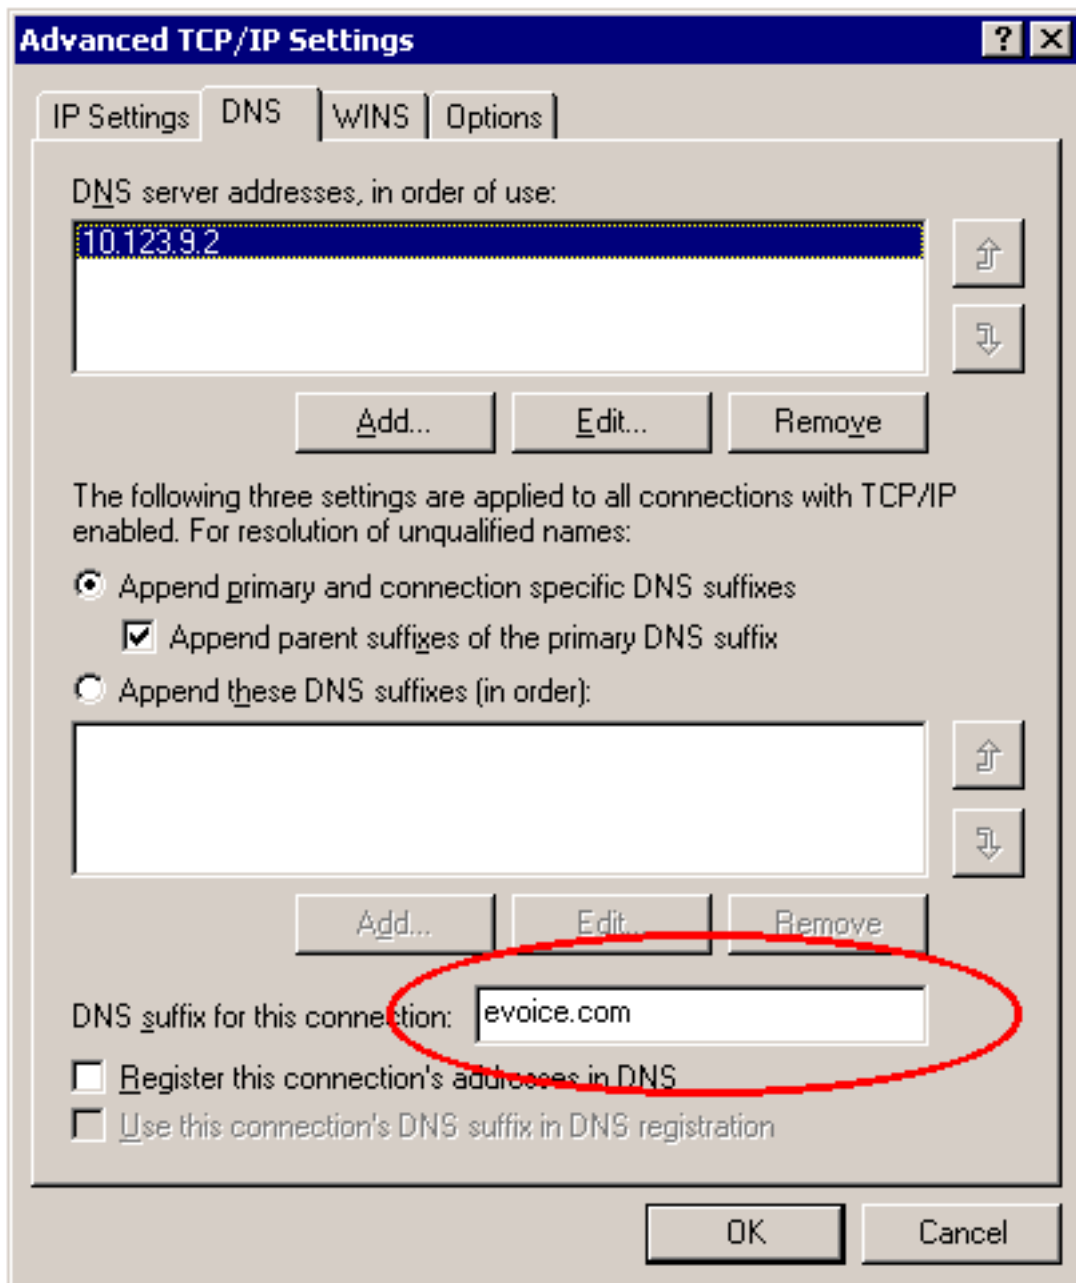 Advanced TCP/IP Settings
IP Settings DNS WINS Options
DNS server addresses, in order of use:
10.123.9.2
Add... Edit... Remove
The following three settings are applied to all connections with TCP/IP
enabled. For resolution of unqualified names:
Append primary and connection specific DNS suffixes
Append parent suffixes of the primary DNS suffix
Append these DNS suffixes (in order):
Add... Edit... Remove
DNS suffix for this connection: evoice.com
Register this connection's addresses in DNS
Use this connection's DNS suffix in DNS registration
OK Cancel